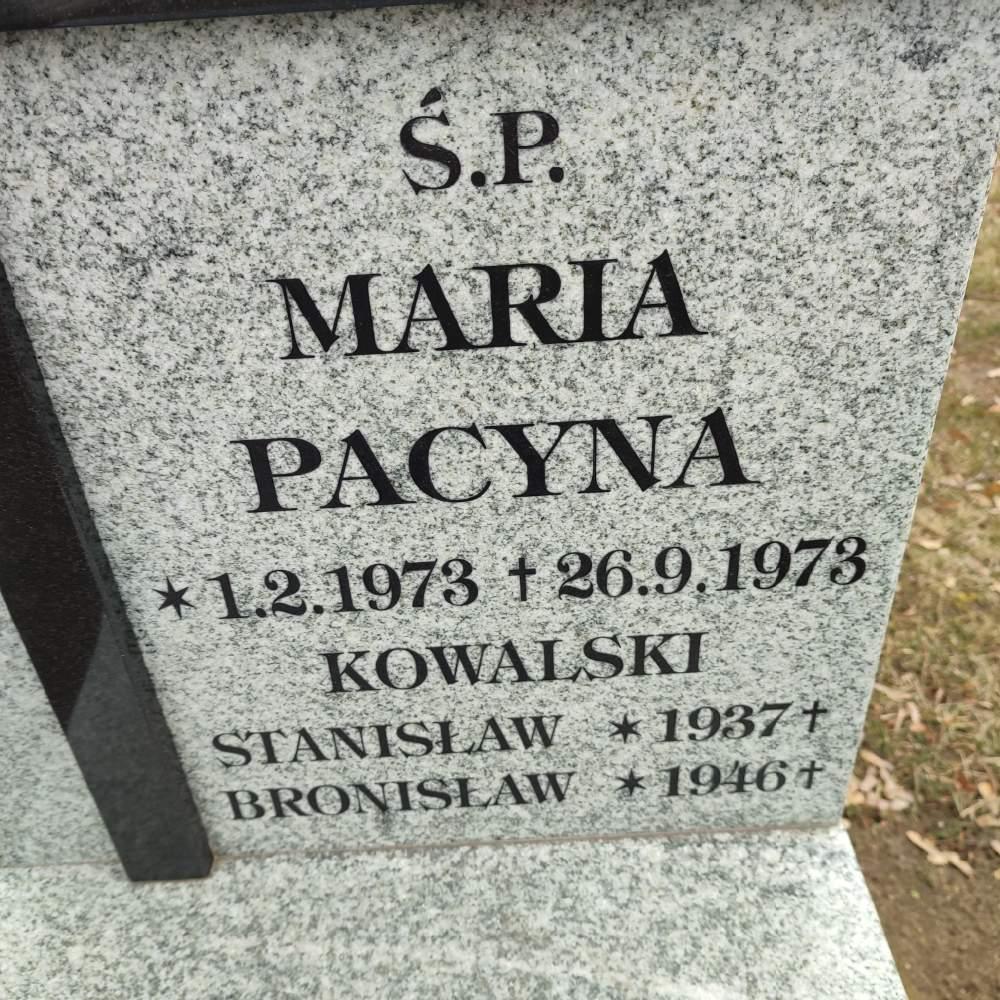 Ś.P.
MARIA
PACYNA
✶ 1.2.1973 † 26.9.1973
KOWALSKI
STANISŁAW ✶ 1937 †
BRONISŁAW ✶ 1946 †